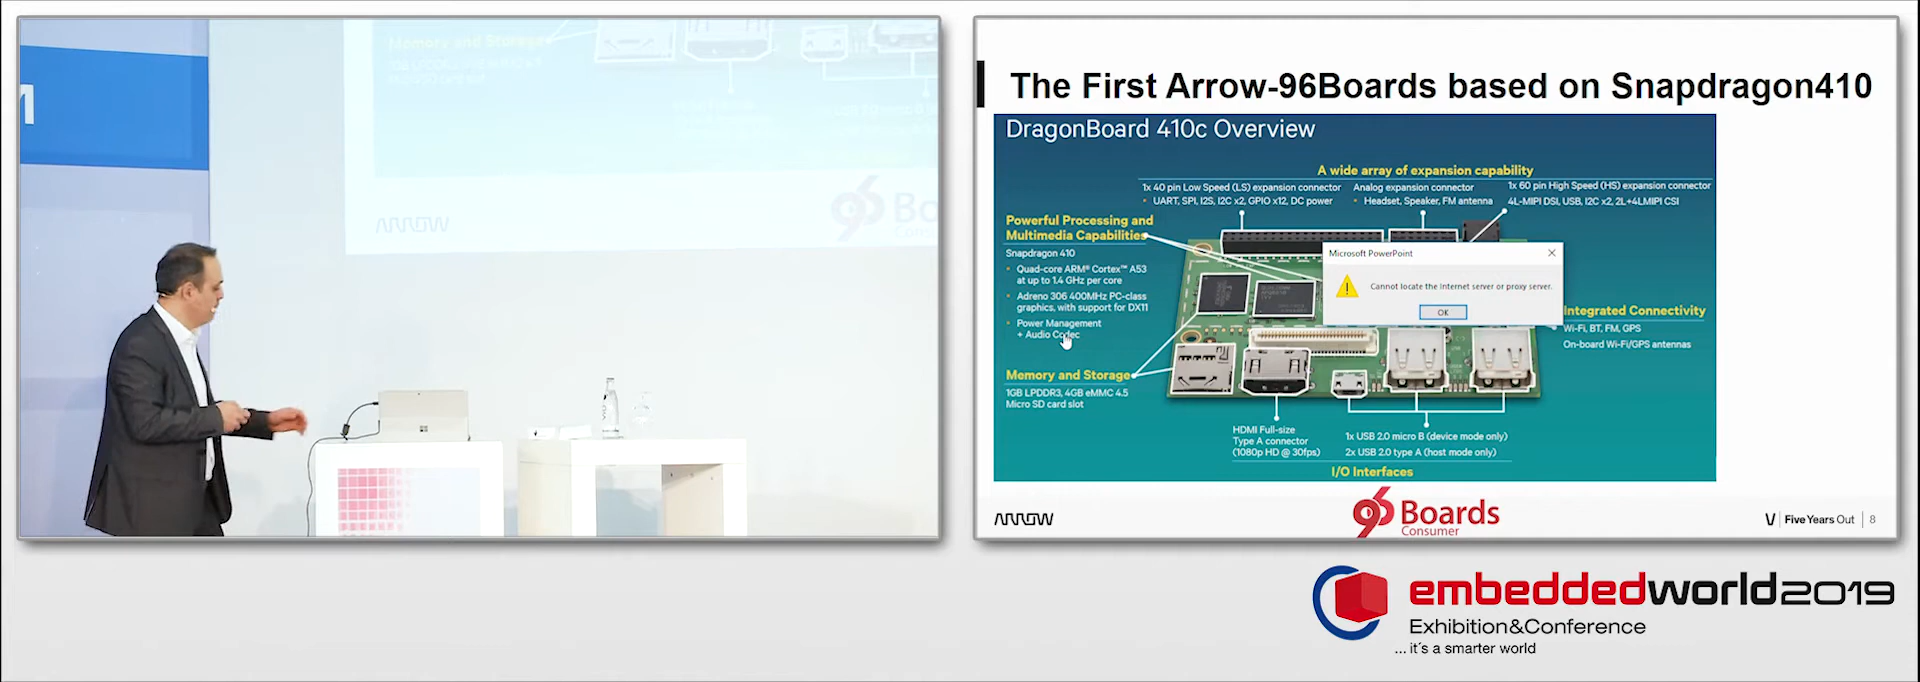 Memory and Storage
ARROW
96 Bo
The First Arrow-96Boards based on Snapdragon410
DragonBoard 410c Overview
A wide array of expansion capability
1x 40 pin Low Speed (LS) expansion connector
• UART, SPI, I2S, I2C x2, GPIO x12, DC power
Analog expansion connector
• Headset, Speaker, FM antenna
1x 60 pin High Speed (HS) expansion connector
4L-MIPI DSI, USB, I2C x2, 2L+4LMIPI CSI
Powerful Processing and
Multimedia Capabilities
Snapdragon 410
• Quad-core ARM® Cortex™ A53
at up to 1.4 GHz per core
• Adreno 306 400MHz PC-class
graphics, with support for DX11
• Power Management
+ Audio Codec
Microsoft PowerPoint
Cannot locate the Internet server or proxy server.
OK
Integrated Connectivity
Wi-Fi, BT, FM, GPS
On-board Wi-Fi/GPS antennas
Memory and Storage
1GB LPDDR3, 4GB eMMC 4.5
Micro SD card slot
HDMI Full-size
Type A connector
(1080p HD @ 30fps)
1x USB 2.0 micro B (device mode only)
2x USB 2.0 type A (host mode only)
I/O Interfaces
ARROW
96Boards
Consumer
Five Years Out
8
embeddedworld2019
Exhibition&Conference
... it´s a smarter world